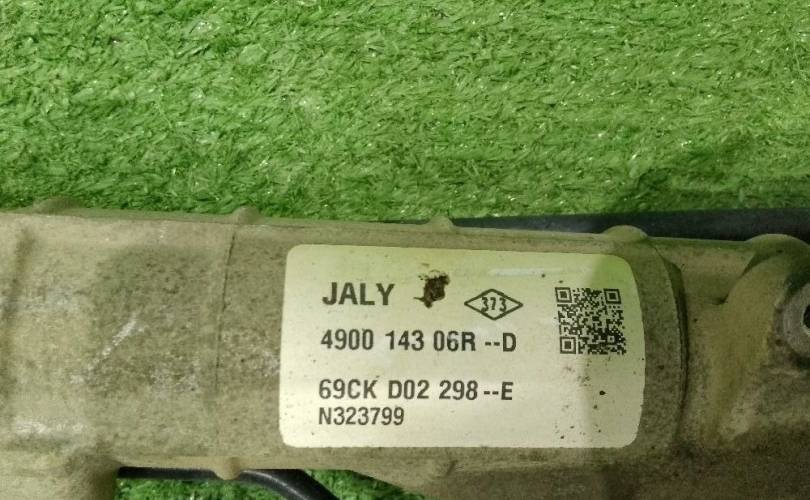 JALY 373
4900 143 06R --D
69CK D02 298 --E
N323799